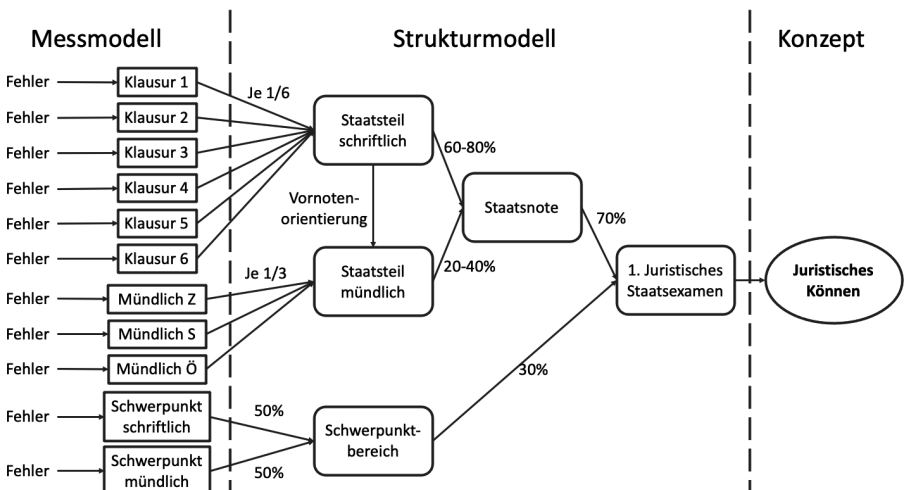 Messmodell
Strukturmodell
Konzept
Fehler
Klausur 1
Fehler
Klausur 2
Fehler
Klausur 3
Fehler
Klausur 4
Fehler
Klausur 5
Fehler
Klausur 6
Fehler
Mündlich Z
Fehler
Mündlich S
Fehler
Mündlich Ö
Fehler
Schwerpunkt
schriftlich
Fehler
Schwerpunkt
mündlich
Je 1/6
Je 1/3
50%
50%
Staatsteil
schriftlich
Vornoten-
orientierung
Staatsteil
mündlich
Schwerpunkt-
bereich
60-80%
20-40%
Staatsnote
70%
30%
1. Juristisches
Staatsexamen
Juristisches
Können